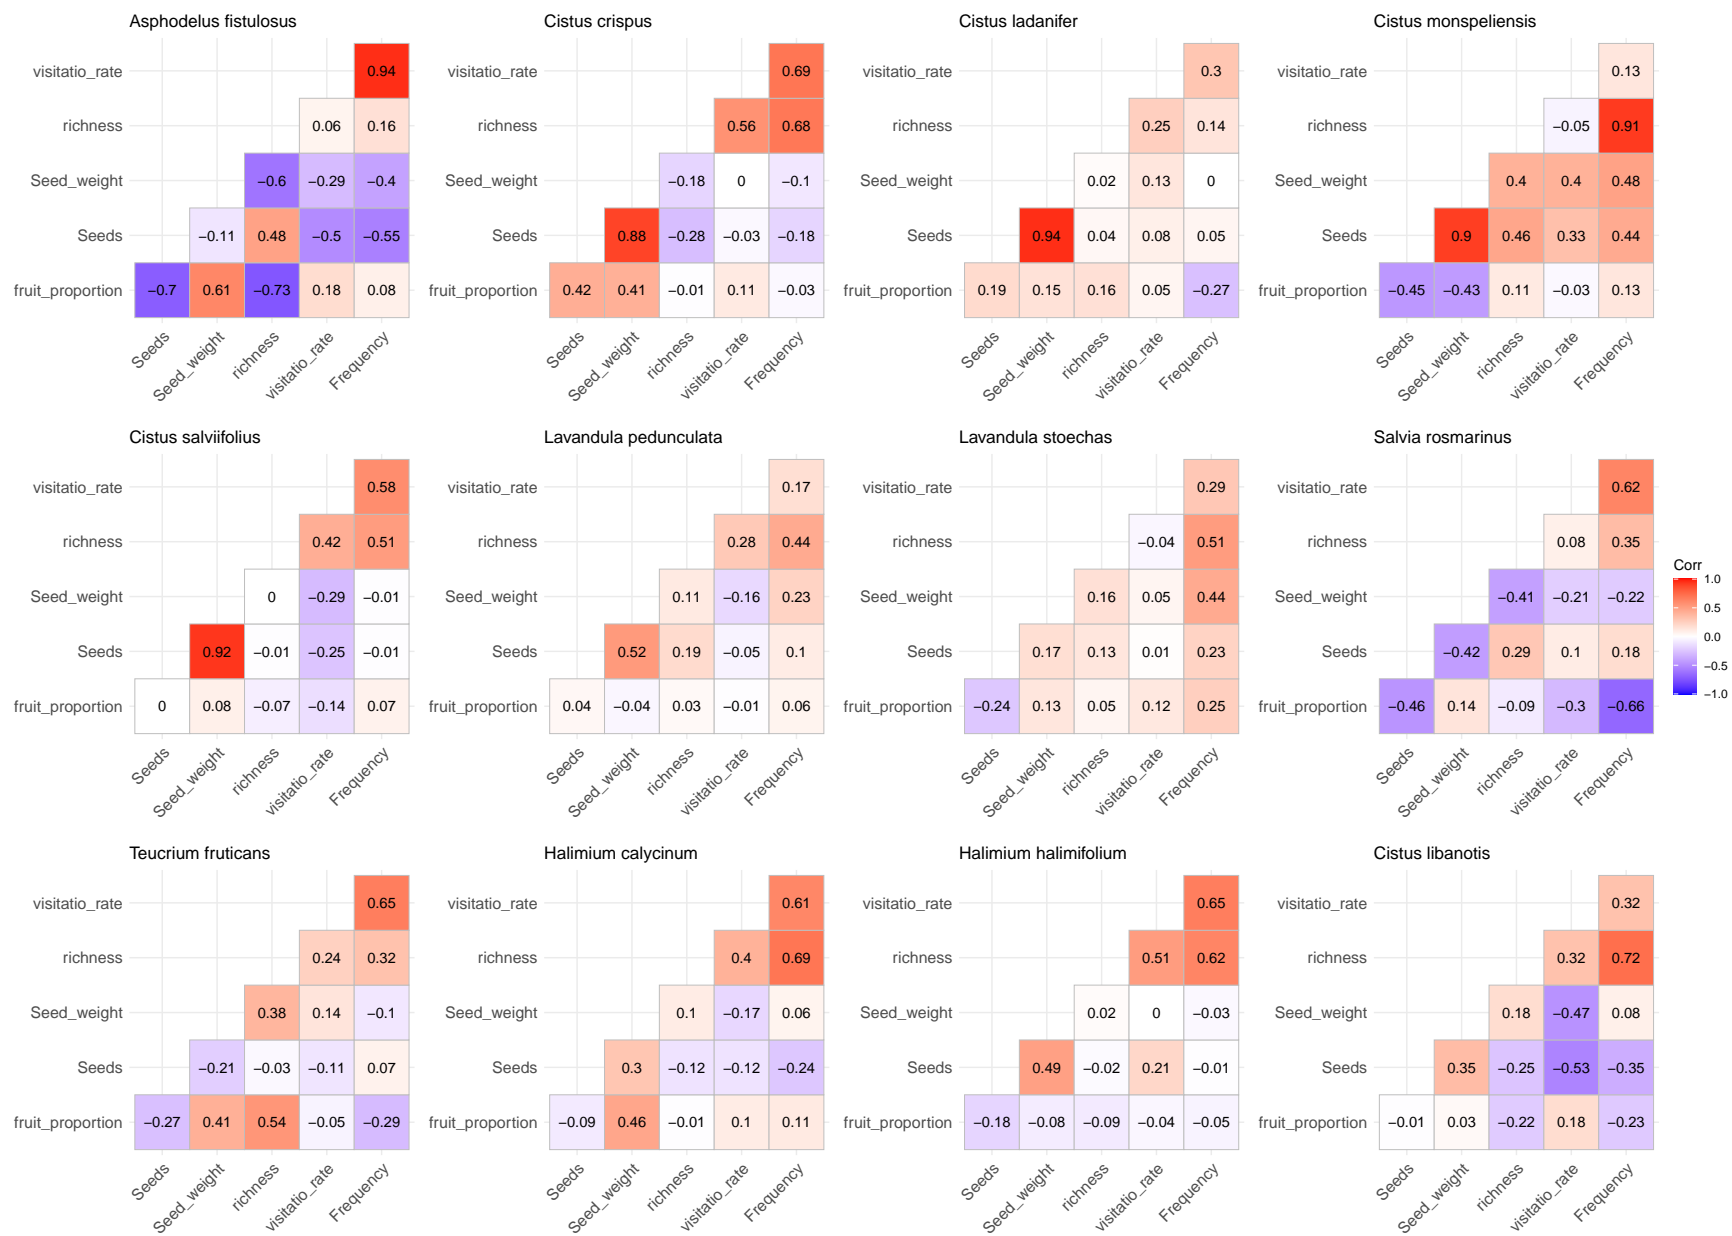 Asphodelus fistulosus
visitatio_rate 0.94
richness 0.06 0.16
Seed_weight −0.6 −0.29 −0.4
Seeds −0.11 0.48 −0.5 −0.55
fruit_proportion −0.7 0.61 −0.73 0.18 0.08
Seeds Seed_weight richness visitatio_rate Frequency
Cistus crispus
visitatio_rate 0.69
richness 0.56 0.68
Seed_weight −0.18 0 −0.1
Seeds 0.88 −0.28 −0.03 −0.18
fruit_proportion 0.42 0.41 −0.01 0.11 −0.03
Seeds Seed_weight richness visitatio_rate Frequency
Cistus ladanifer
visitatio_rate 0.3
richness 0.25 0.14
Seed_weight 0.02 0.13 0
Seeds 0.94 0.04 0.08 0.05
fruit_proportion 0.19 0.15 0.16 0.05 −0.27
Seeds Seed_weight richness visitatio_rate Frequency
Cistus monspeliensis
visitatio_rate 0.13
richness −0.05 0.91
Seed_weight 0.4 0.4 0.48
Seeds 0.9 0.46 0.33 0.44
fruit_proportion −0.45 −0.43 0.11 −0.03 0.13
Seeds Seed_weight richness visitatio_rate Frequency
Cistus salviifolius
visitatio_rate 0.58
richness 0.42 0.51
Seed_weight 0 −0.29 −0.01
Seeds 0.92 −0.01 −0.25 −0.01
fruit_proportion 0 0.08 −0.07 −0.14 0.07
Seeds Seed_weight richness visitatio_rate Frequency
Lavandula pedunculata
visitatio_rate 0.17
richness 0.28 0.44
Seed_weight 0.11 −0.16 0.23
Seeds 0.52 0.19 −0.05 0.1
fruit_proportion 0.04 −0.04 0.03 −0.01 0.06
Seeds Seed_weight richness visitatio_rate Frequency
Lavandula stoechas
visitatio_rate 0.29
richness −0.04 0.51
Seed_weight 0.16 0.05 0.44
Seeds 0.17 0.13 0.01 0.23
fruit_proportion −0.24 0.13 0.05 0.12 0.25
Seeds Seed_weight richness visitatio_rate Frequency
Salvia rosmarinus
visitatio_rate 0.62
richness 0.08 0.35
Seed_weight −0.41 −0.21 −0.22
Seeds −0.42 0.29 0.1 0.18
fruit_proportion −0.46 0.14 −0.09 −0.3 −0.66
Seeds Seed_weight richness visitatio_rate Frequency
Corr
1.0
0.5
0.0
−0.5
−1.0
Teucrium fruticans
visitatio_rate 0.65
richness 0.24 0.32
Seed_weight 0.38 0.14 −0.1
Seeds −0.21 −0.03 −0.11 0.07
fruit_proportion −0.27 0.41 0.54 −0.05 −0.29
Seeds Seed_weight richness visitatio_rate Frequency
Halimium calycinum
visitatio_rate 0.61
richness 0.4 0.69
Seed_weight 0.1 −0.17 0.06
Seeds 0.3 −0.12 −0.12 −0.24
fruit_proportion −0.09 0.46 −0.01 0.1 0.11
Seeds Seed_weight richness visitatio_rate Frequency
Halimium halimifolium
visitatio_rate 0.65
richness 0.51 0.62
Seed_weight 0.02 0 −0.03
Seeds 0.49 −0.02 0.21 −0.01
fruit_proportion −0.18 −0.08 −0.09 −0.04 −0.05
Seeds Seed_weight richness visitatio_rate Frequency
Cistus libanotis
visitatio_rate 0.32
richness 0.32 0.72
Seed_weight 0.18 −0.47 0.08
Seeds 0.35 −0.25 −0.53 −0.35
fruit_proportion −0.01 0.03 −0.22 0.18 −0.23
Seeds Seed_weight richness visitatio_rate Frequency